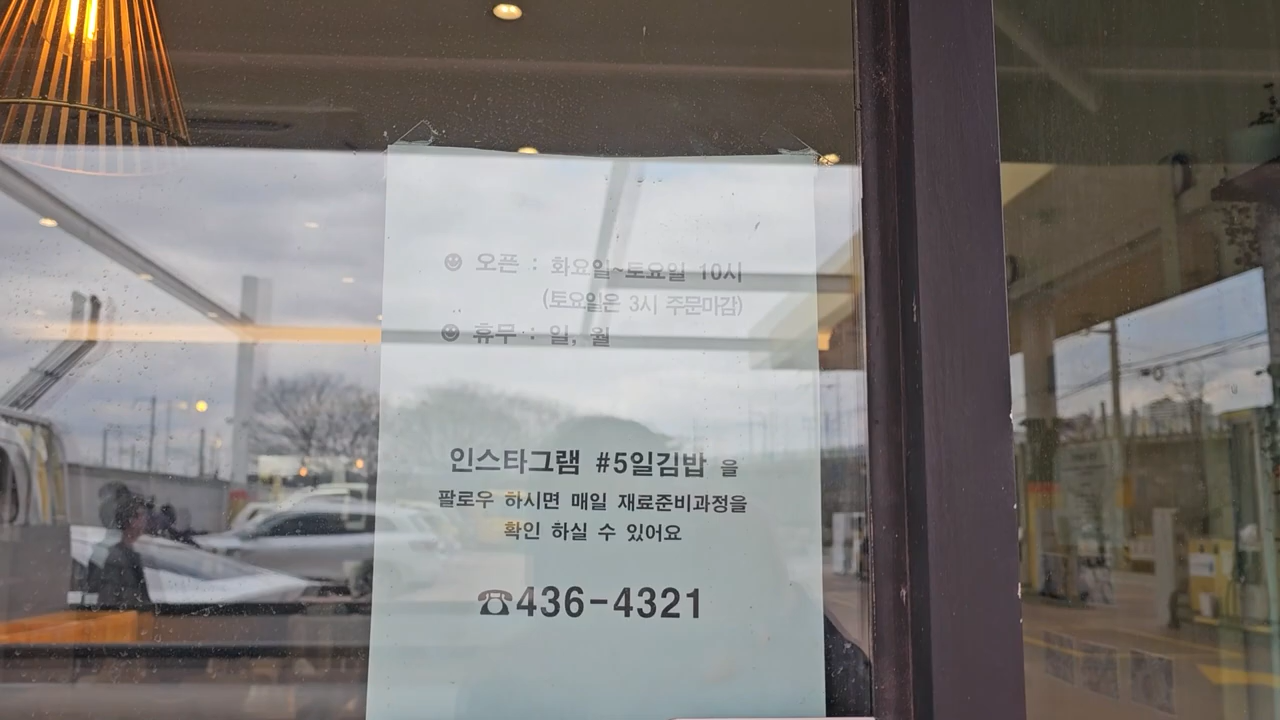 ☻ 오픈 : 화요일~토요일 10시
(토요일은 3시 주문마감)
☻ 휴무 : 일, 월
인스타그램 #5일김밥 을
팔로우 하시면 매일 재료준비과정을
확인 하실 수 있어요
☎436-4321